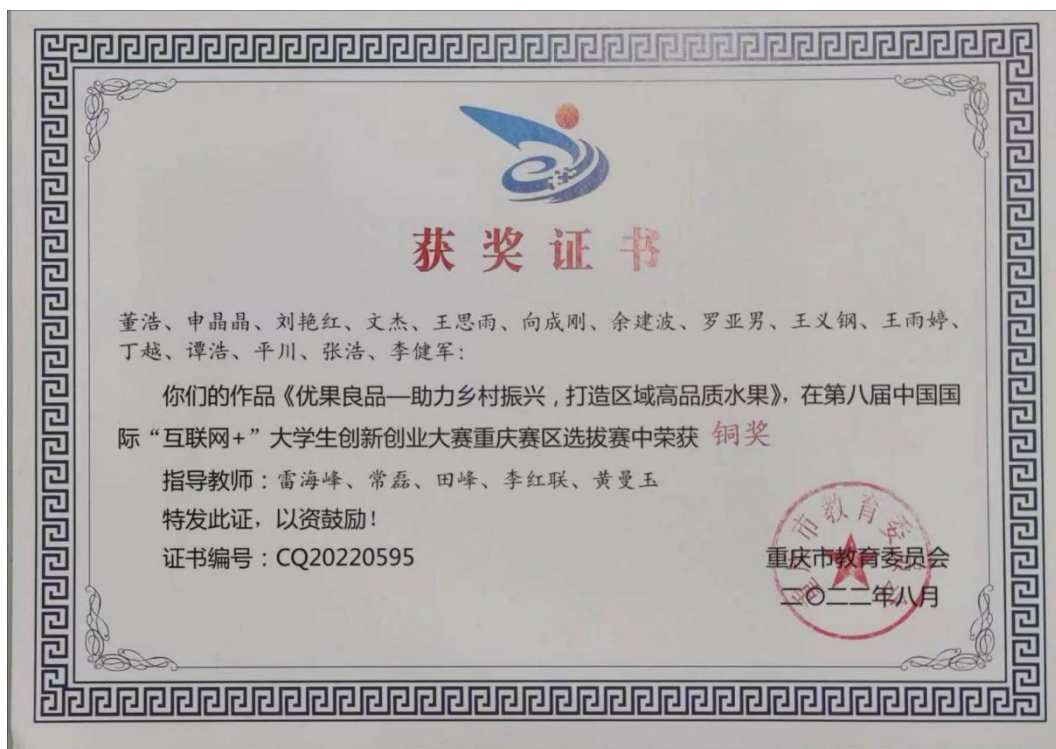 获奖证书
董浩、申晶晶、刘艳红、文杰、王思雨、向成刚、余建波、罗亚男、王义钢、王雨婷、
丁越、谭浩、平川、张浩、李健军：
你们的作品《优果良品—助力乡村振兴，打造区域高品质水果》，在第八届中国国
际“互联网+”大学生创新创业大赛重庆赛区选拔赛中荣获 铜奖
指导教师：雷海峰、常磊、田峰、李红联、黄曼玉
特发此证，以资鼓励！
证书编号：CQ20220595
重庆市教育委员会
二〇二二年八月